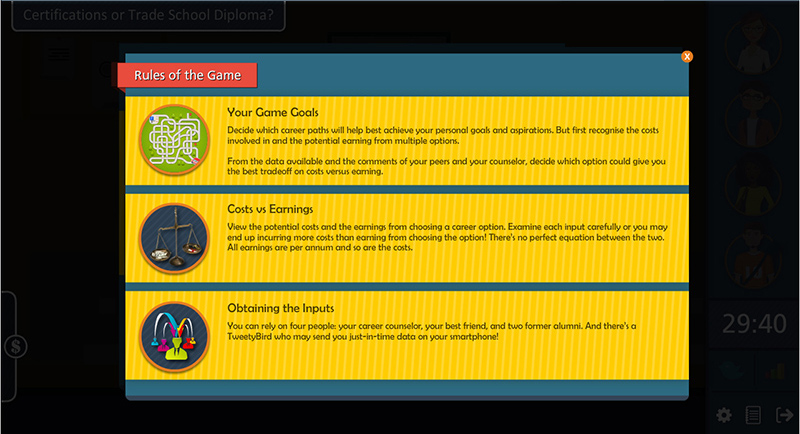 Certifications or Trade School Diploma?
X
Rules of the Game
Your Game Goals
Decide which career paths will help best achieve your personal goals and aspirations. But first recognise the costs
involved in and the potential earning from multiple options.
From the data available and the comments of your peers and your counselor, decide which option could give you
the best tradeoff on costs versus earning.
Costs vs Earnings
View the potential costs and the earnings from choosing a career option. Examine each input carefully or you may
end up incurring more costs than earning from choosing the option! There's no perfect equation between the two.
All earnings are per annum and so are the costs.
Obtaining the Inputs
You can rely on four people: your career counselor, your best friend, and two former alumni. And there's a
TweetyBird who may send you just-in-time data on your smartphone!
29:40
$